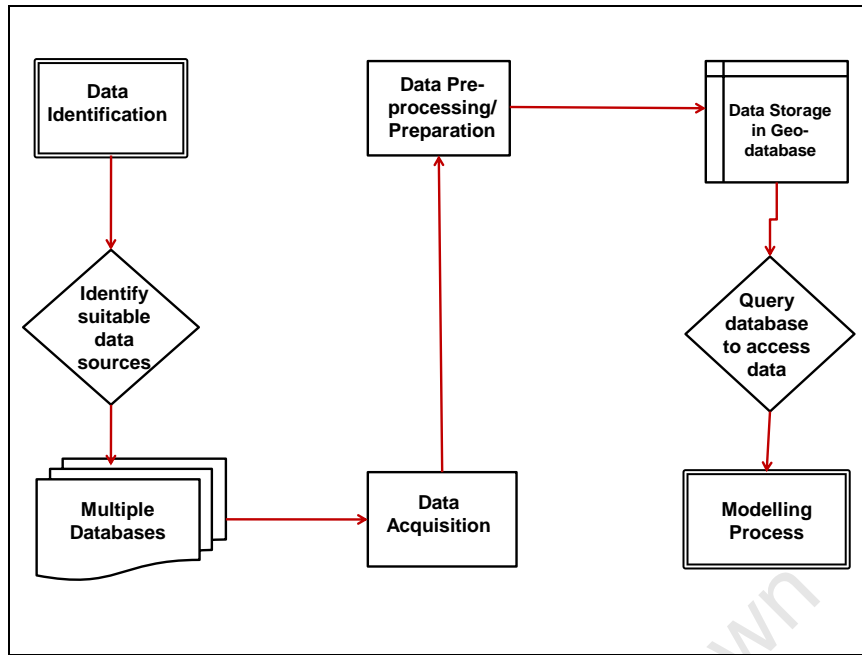 Data
Identification
Identify
suitable
data
sources
Multiple
Databases
Data
Acquisition
Data Pre-
processing/
Preparation
Data Storage
in Geo-
database
Query
database
to access
data
Modelling
Process
wn